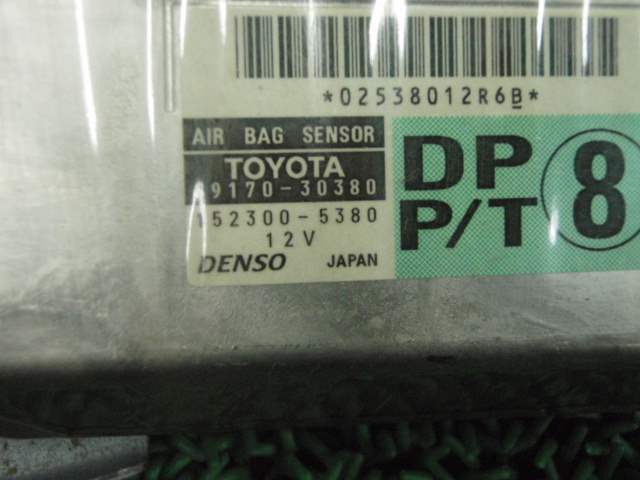 *02538012R6B*
AIR BAG SENSOR
TOYOTA
89170-30380
152300-5380
12V
DENSO JAPAN
DP
P/T
8